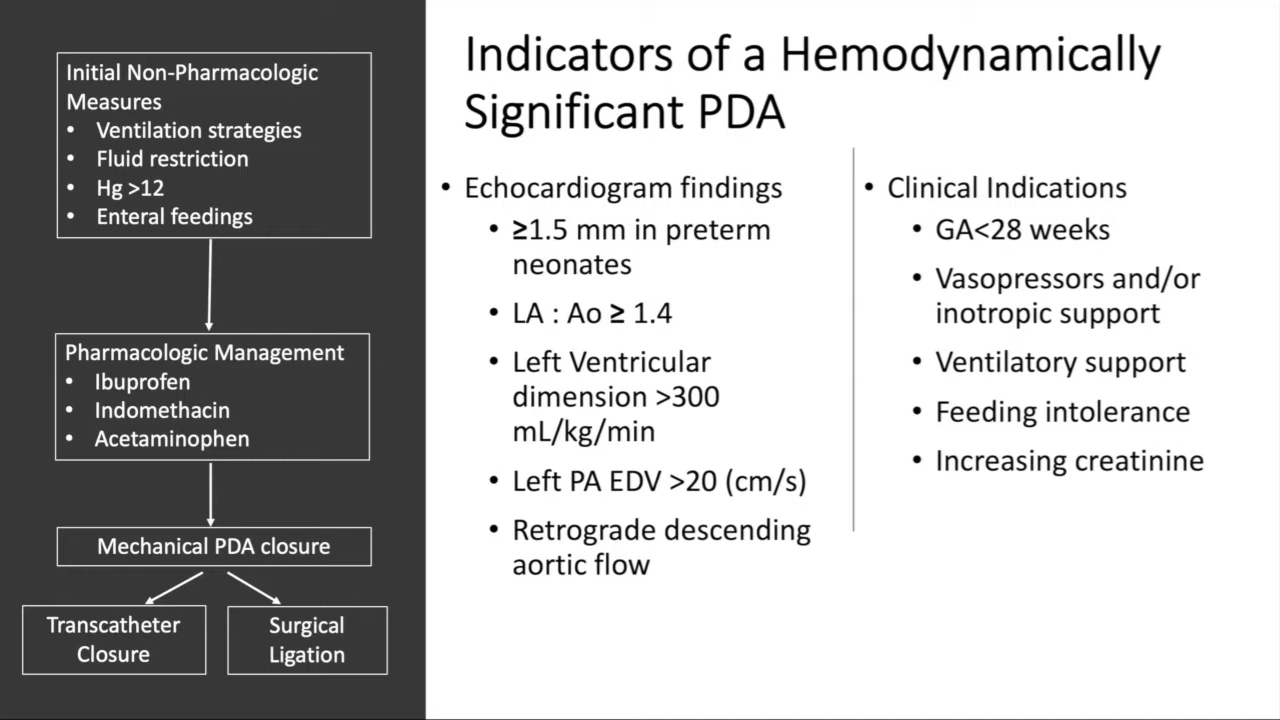 Initial Non-Pharmacologic
Measures
• Ventilation strategies
• Fluid restriction
• Hg >12
• Enteral feedings
Pharmacologic Management
• Ibuprofen
• Indomethacin
• Acetaminophen
Mechanical PDA closure
Transcatheter
Closure
Surgical
Ligation
Indicators of a Hemodynamically
Significant PDA
• Echocardiogram findings
• ≥1.5 mm in preterm
neonates
• LA : Ao ≥ 1.4
• Left Ventricular
dimension >300
mL/kg/min
• Left PA EDV >20 (cm/s)
• Retrograde descending
aortic flow
• Clinical Indications
• GA<28 weeks
• Vasopressors and/or
inotropic support
• Ventilatory support
• Feeding intolerance
• Increasing creatinine